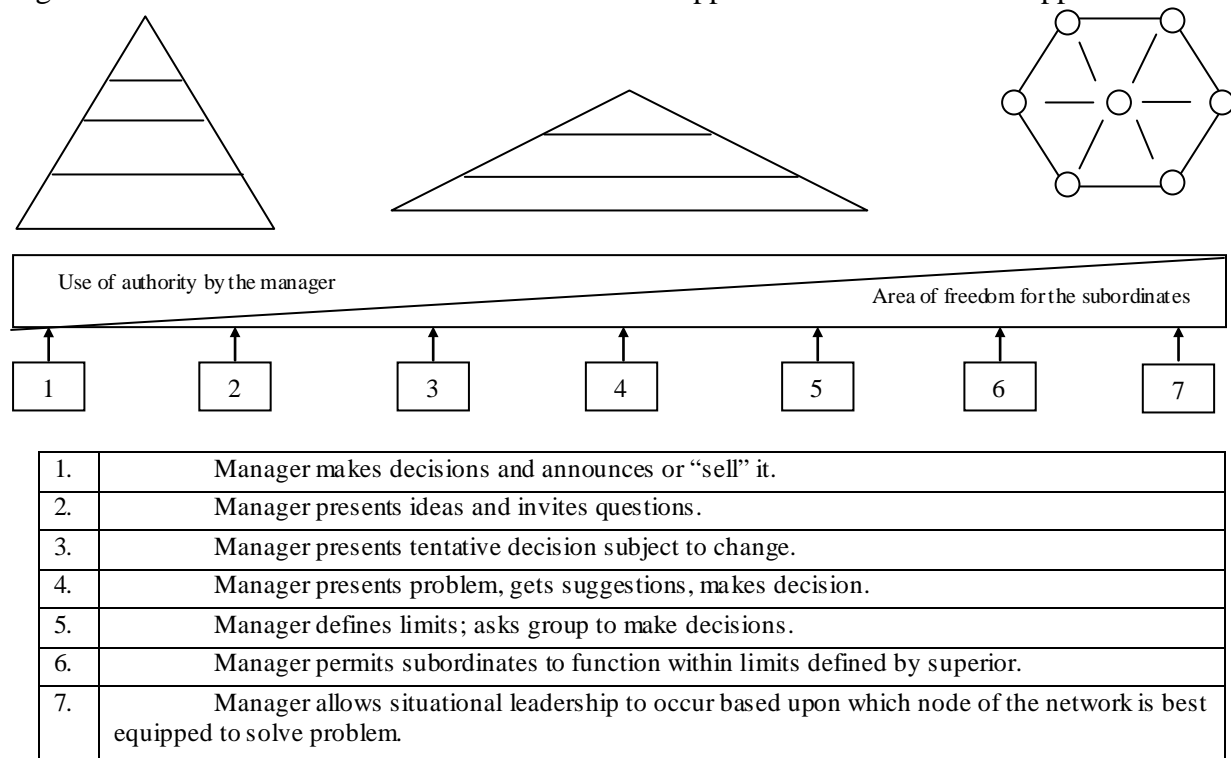 Use of authority by the manager
Area of freedom for the subordinates
1 2 3 4 5 6 7
1. Manager makes decisions and announces or “sell” it.
2. Manager presents ideas and invites questions.
3. Manager presents tentative decision subject to change.
4. Manager presents problem, gets suggestions, makes decision.
5. Manager defines limits; asks group to make decisions.
6. Manager permits subordinates to function within limits defined by superior.
7. Manager allows situational leadership to occur based upon which node of the network is best
equipped to solve problem.